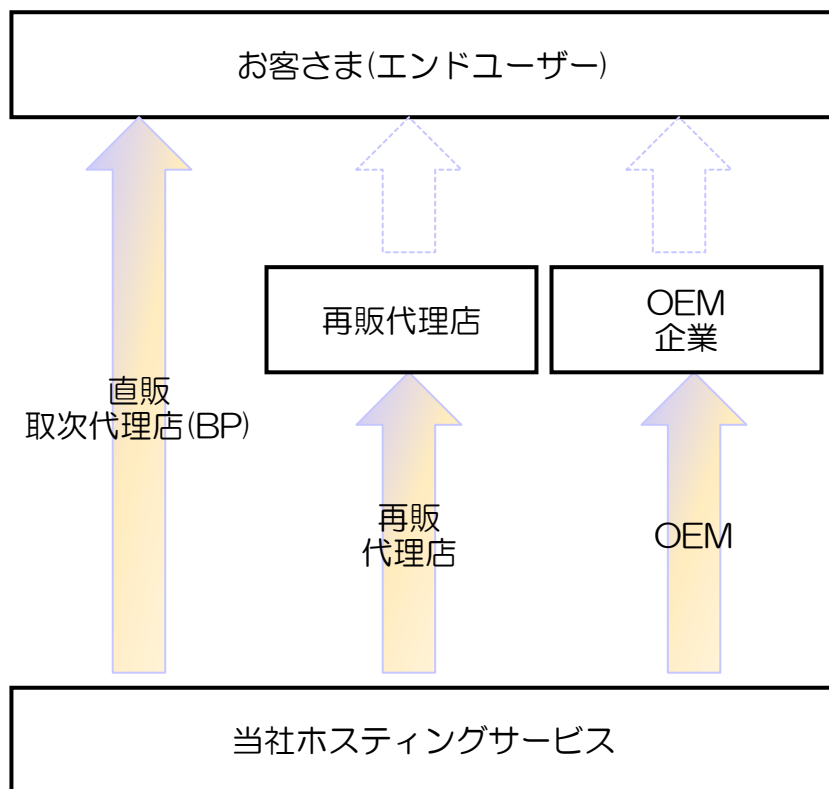 お客さま(エンドユーザー)
再販代理店
OEM
企業
直販
取次代理店(BP)
再販
代理店
OEM
当社ホスティングサービス